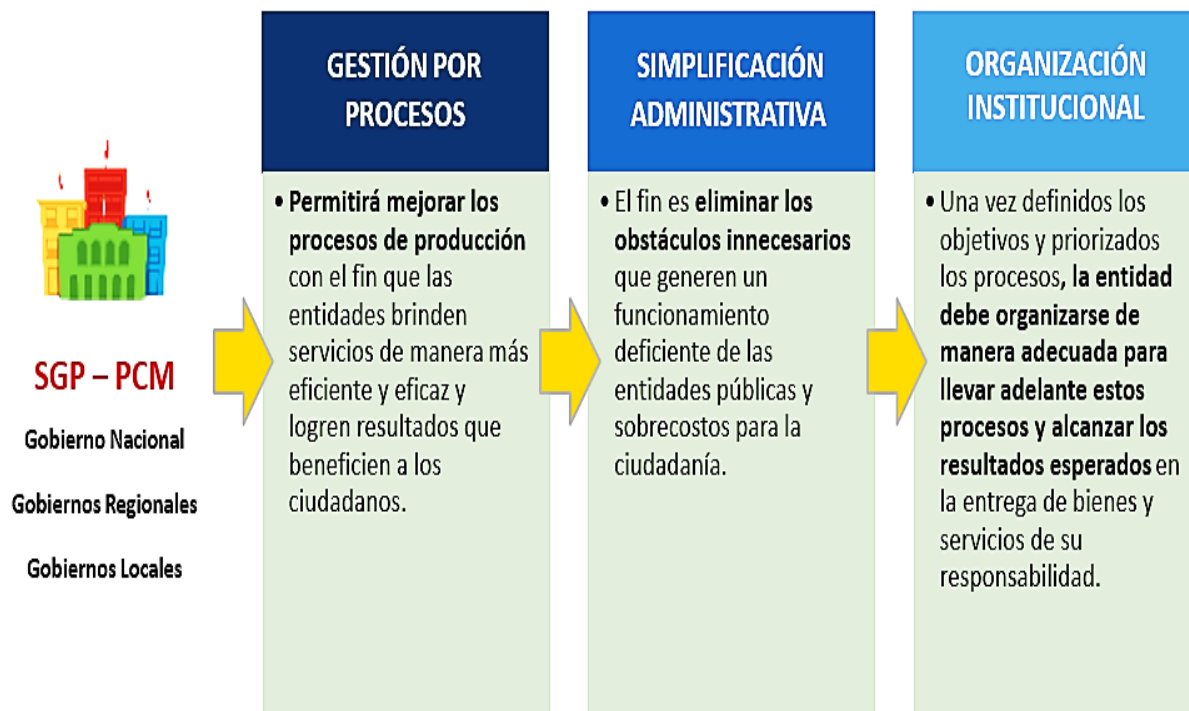 SGP – PCM
Gobierno Nacional
Gobiernos Regionales
Gobiernos Locales
GESTIÓN POR
PROCESOS
• Permitirá mejorar los
procesos de producción
con el fin que las
entidades brinden
servicios de manera más
eficiente y eficaz y
logren resultados que
beneficien a los
ciudadanos.
SIMPLIFICACIÓN
ADMINISTRATIVA
• El fin es eliminar los
obstáculos innecesarios
que generen un
funcionamiento
deficiente de las
entidades públicas y
sobrecostos para la
ciudadanía.
ORGANIZACIÓN
INSTITUCIONAL
• Una vez definidos los
objetivos y priorizados
los procesos, la entidad
debe organizarse de
manera adecuada para
llevar adelante estos
procesos y alcanzar los
resultados esperados en
la entrega de bienes y
servicios de su
responsabilidad.